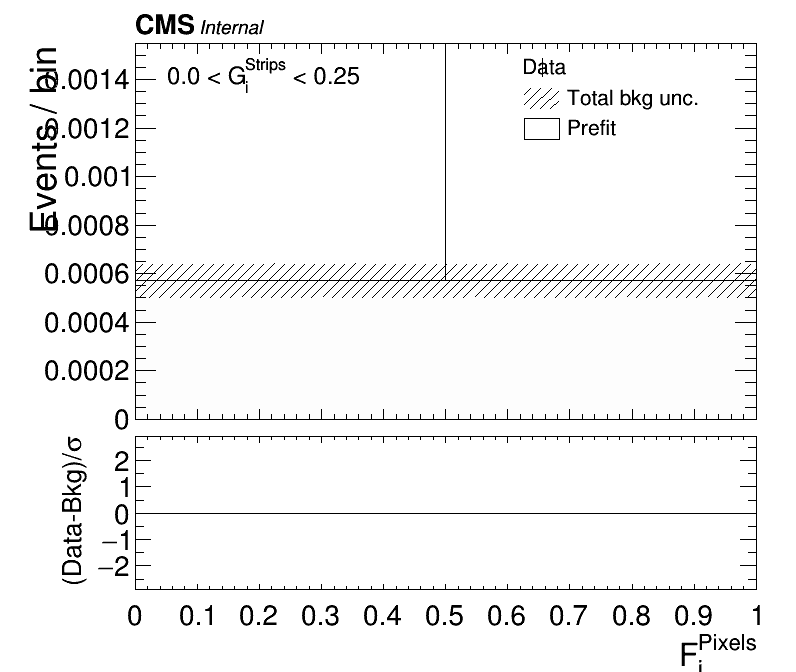 CMS Internal
Events / bin
0.0 < G_i^Strips < 0.25
Data
Total bkg unc.
Prefit
0.0014
0.0012
0.001
0.0008
0.0006
0.0004
0.0002
0
(Data-Bkg)/σ
2
1
0
−1
−2
0 0.1 0.2 0.3 0.4 0.5 0.6 0.7 0.8 0.9 1
F_i^Pixels